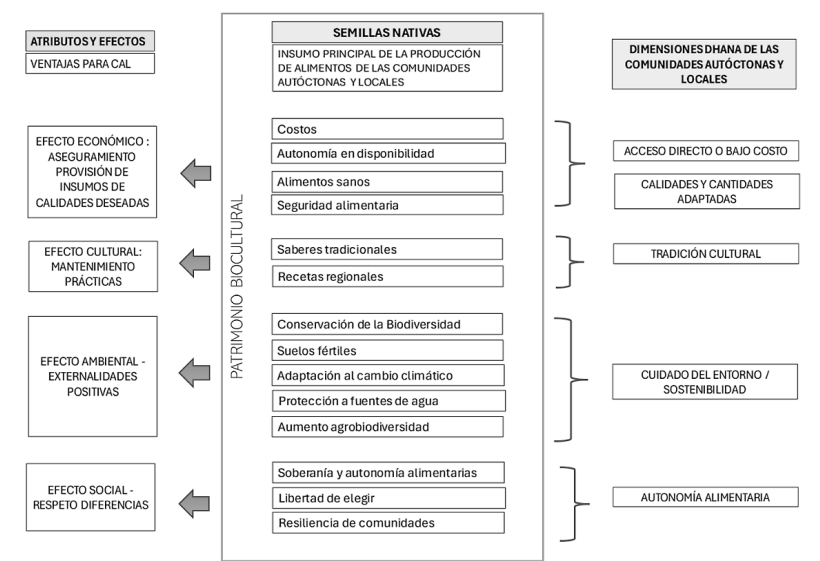 ATRIBUTOS Y EFECTOS
VENTAJAS PARA CAL
EFECTO ECONÓMICO :
ASEGURAMIENTO
PROVISIÓN DE
INSUMOS DE
CALIDADES DESEADAS
EFECTO CULTURAL:
MANTENIMIENTO
PRÁCTICAS
EFECTO AMBIENTAL -
EXTERNALIDADES
POSITIVAS
EFECTO SOCIAL -
RESPETO DIFERENCIAS
PATRIMONIO BIOCULTURAL
SEMILLAS NATIVAS
INSUMO PRINCIPAL DE LA PRODUCCIÓN
DE ALIMENTOS DE LAS COMUNIDADES
AUTÓCTONAS Y LOCALES
Costos
Autonomía en disponibilidad
Alimentos sanos
Seguridad alimentaria
Saberes tradicionales
Recetas regionales
Conservación de la Biodiversidad
Suelos fértiles
Adaptación al cambio climático
Protección a fuentes de agua
Aumento agrobiodiversidad
Soberanía y autonomía alimentarias
Libertad de elegir
Resiliencia de comunidades
DIMENSIONES DHANA DE LAS
COMUNIDADES AUTÓCTONAS Y
LOCALES
ACCESO DIRECTO O BAJO COSTO
CALIDADES Y CANTIDADES
ADAPTADAS
TRADICIÓN CULTURAL
CUIDADO DEL ENTORNO /
SOSTENIBILIDAD
AUTONOMÍA ALIMENTARIA